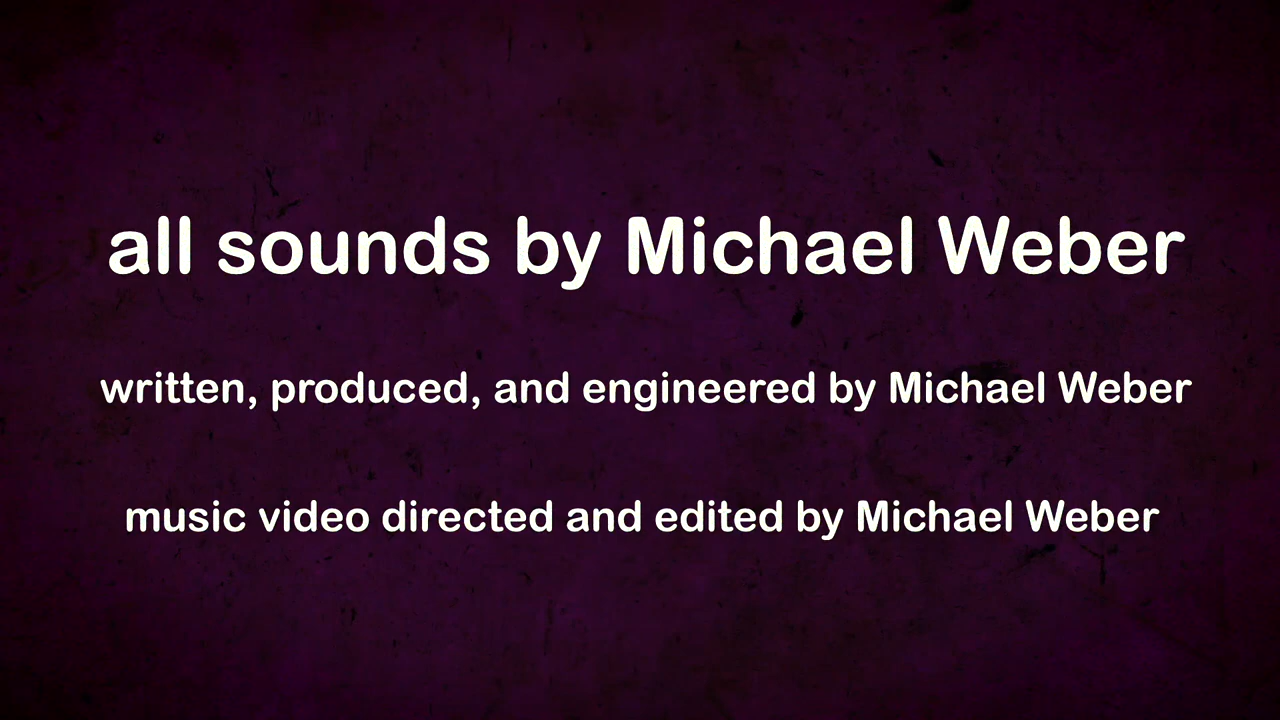 all sounds by Michael Weber
written, produced, and engineered by Michael Weber
music video directed and edited by Michael Weber